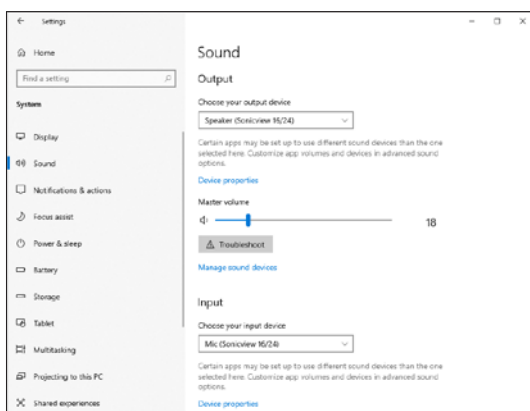 Settings
Home
Find a setting
System
Display
Sound
Notifications & actions
Focus assist
Power & sleep
Battery
Storage
Tablet
Multitasking
Projecting to this PC
Shared experiences
Sound
Output
Choose your output device
Speaker (Sonicview 16/24)
Certain apps may be set up to use different sound devices than the one
selected here. Customize app volumes and devices in advanced sound
options.
Device properties
Master volume
18
Troubleshoot
Manage sound devices
Input
Choose your input device
Mic (Sonicview 16/24)
Certain apps may be set up to use different sound devices than the one
selected here. Customize app volumes and devices in advanced sound
options.
Device properties